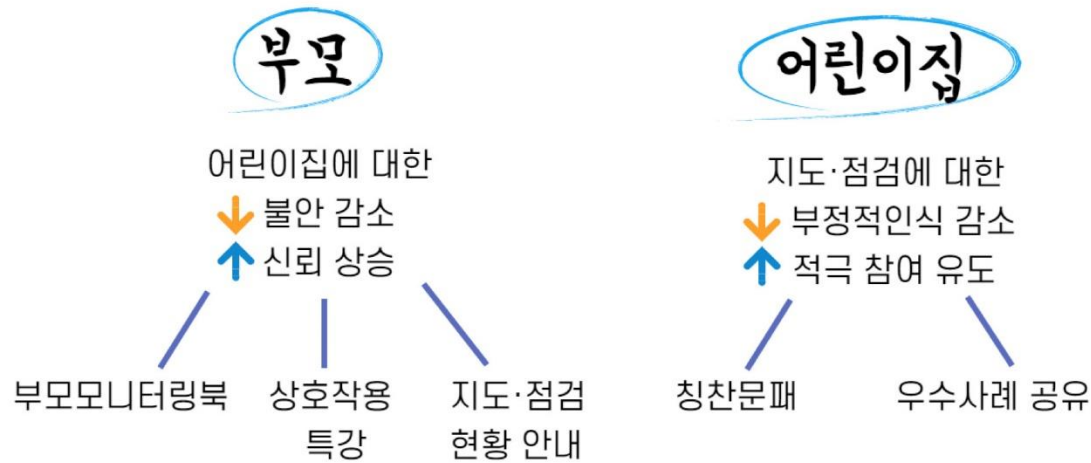 부모
어린이집에 대한
불안 감소
신뢰 상승
부모모니터링북
상호작용
특강
지도·점검
현황 안내
어린이집
지도·점검에 대한
부정적인식 감소
적극 참여 유도
칭찬문패
우수사례 공유